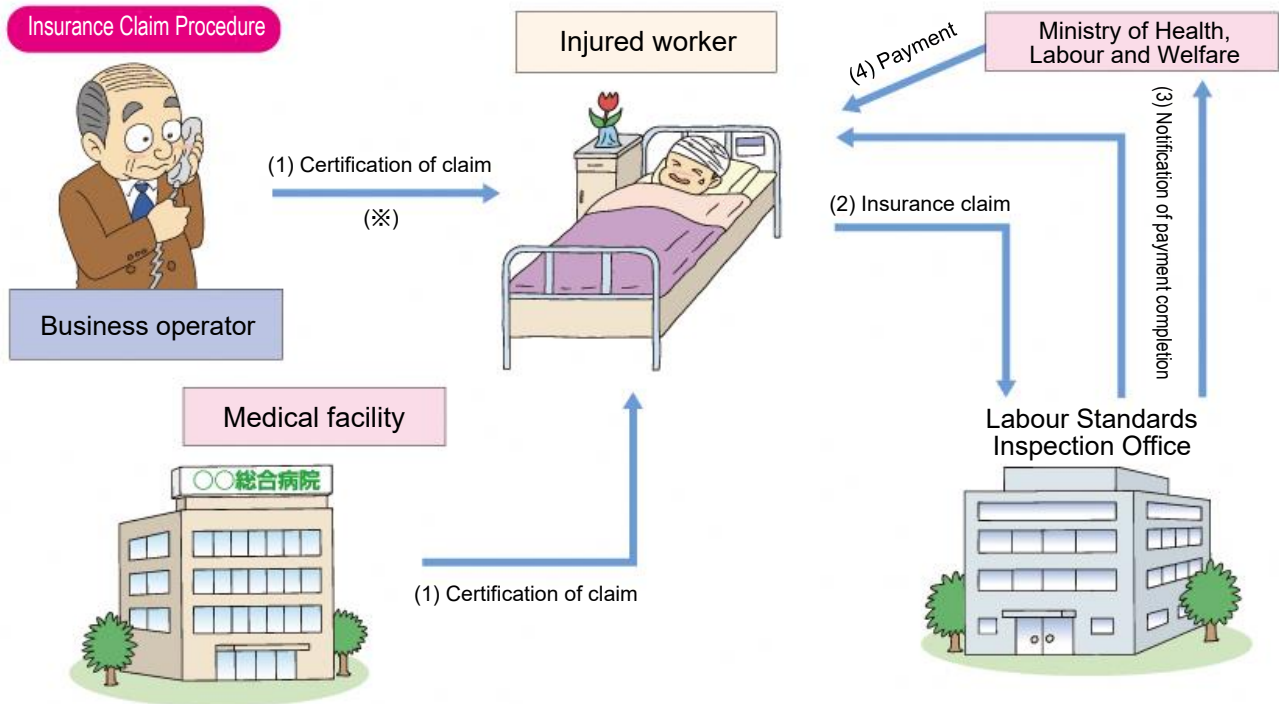 Insurance Claim Procedure
Injured worker
Ministry of Health,
Labour and Welfare
(4) Payment
(3) Notification of payment completion
(1) Certification of claim
(※)
(2) Insurance claim
Business operator
Medical facility
○○総合病院
(1) Certification of claim
Labour Standards
Inspection Office